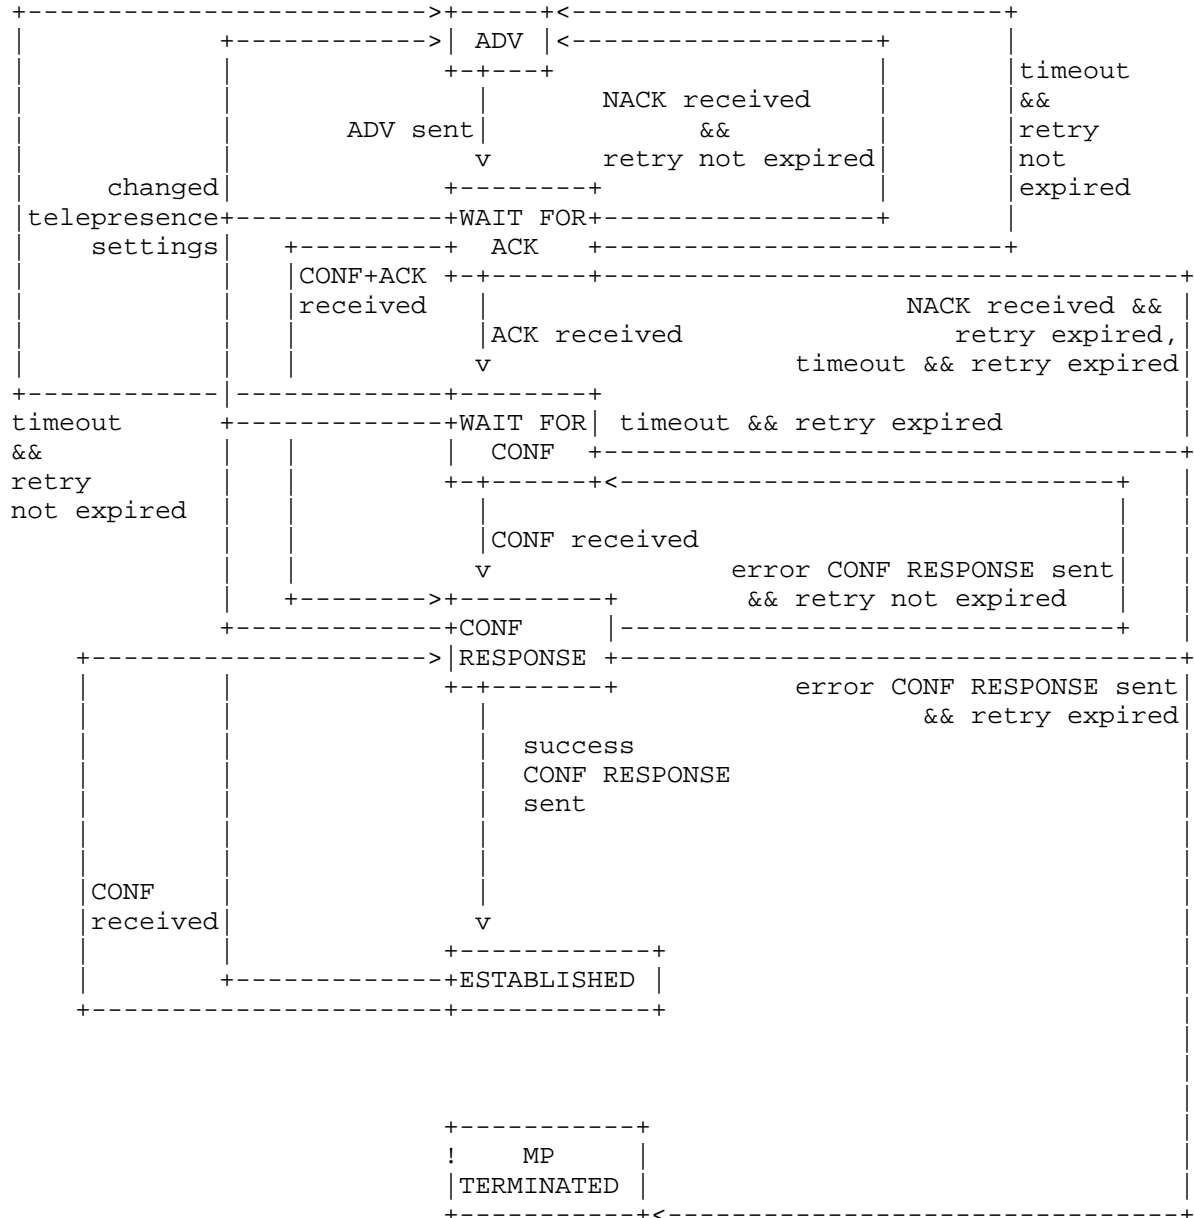 ADV
timeout
NACK received &&
ADV sent && retry
retry not expired not
changed expired
telepresence WAIT FOR
settings ACK
CONF+ACK
received NACK received &&
ACK received retry expired,
timeout && retry expired
timeout WAIT FOR timeout && retry expired
&& CONF
retry
not expired
CONF received
error CONF RESPONSE sent
&& retry not expired
CONF
RESPONSE
error CONF RESPONSE sent
&& retry expired
success
CONF RESPONSE
sent
CONF
received
ESTABLISHED
MP
TERMINATED